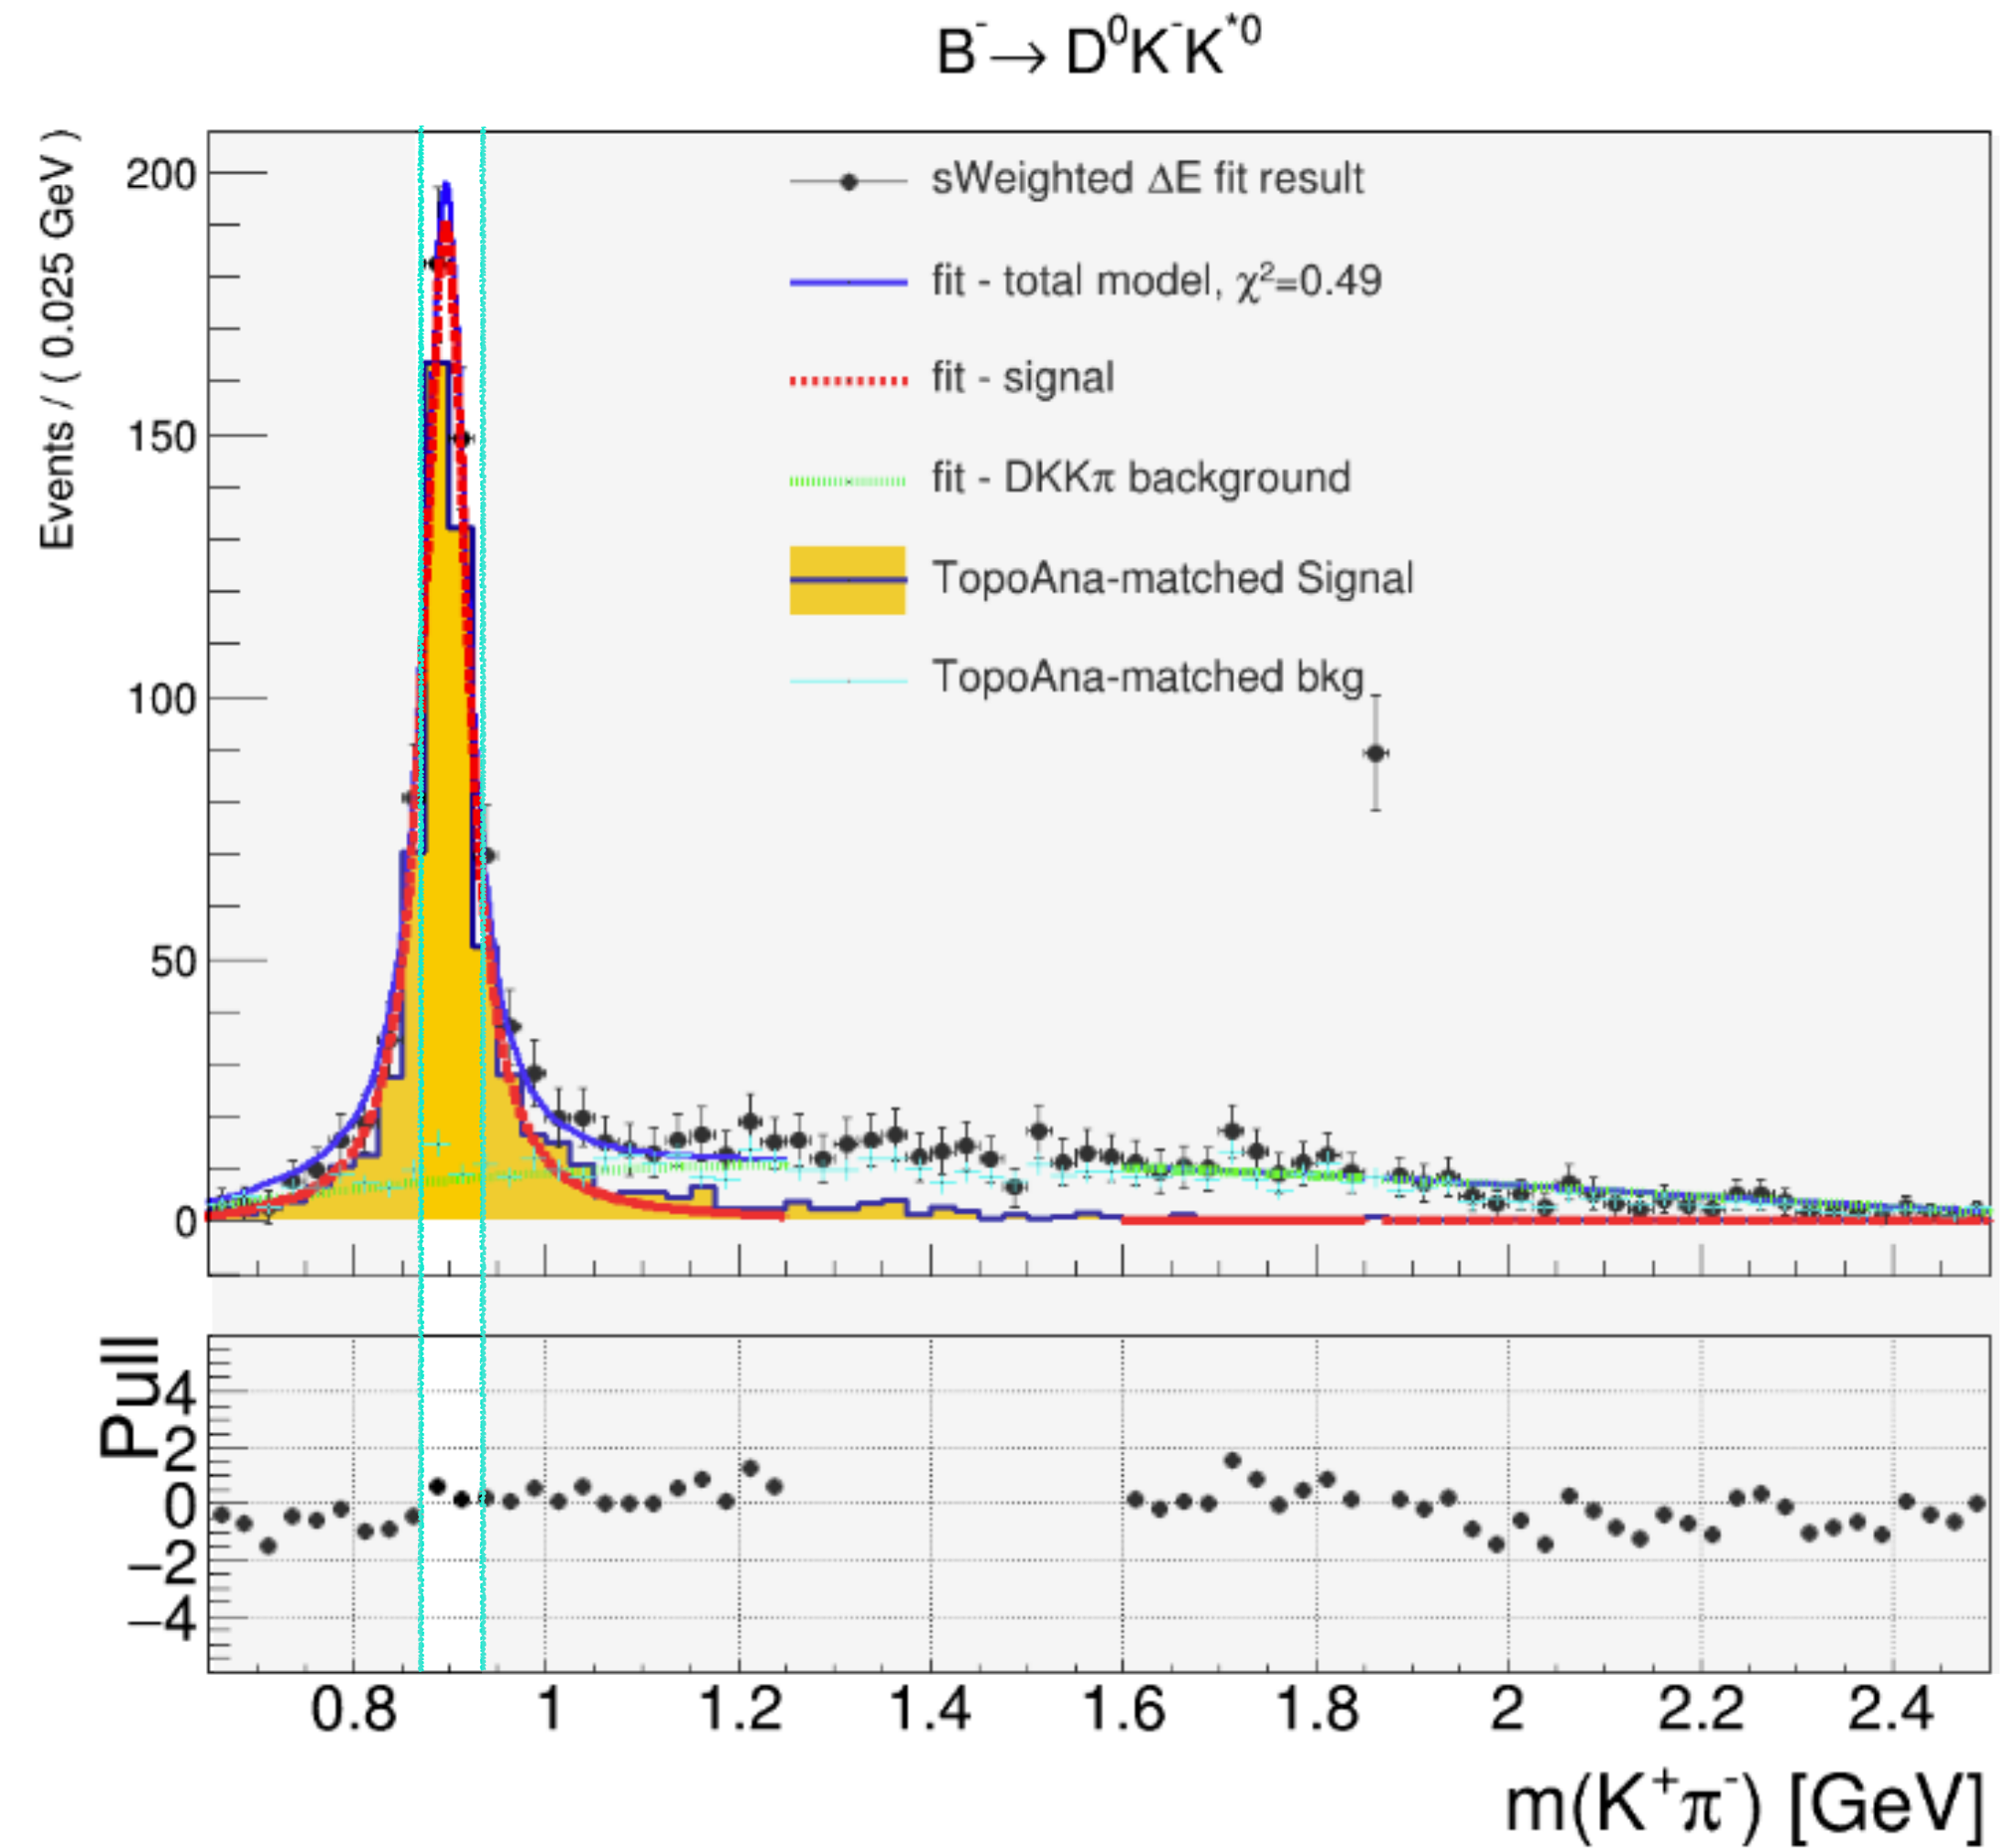 B⁻→ D⁰K⁻K*⁰
Events / ( 0.025 GeV )
200
150
100
50
0
sWeighted ΔE fit result
fit - total model, χ²=0.49
fit - signal
fit - DKKπ background
TopoAna-matched Signal
TopoAna-matched bkg
Pull
4
2
0
−2
−4
0.8
1
1.2
1.4
1.6
1.8
2
2.2
2.4
m(K⁺π⁻) [GeV]